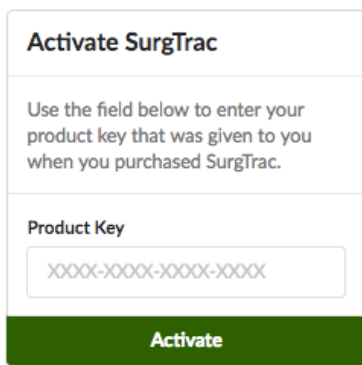 Activate SurgTrac
Use the field below to enter your
product key that was given to you
when you purchased SurgTrac.
Product Key
XXXX-XXXX-XXXX-XXXX
Activate